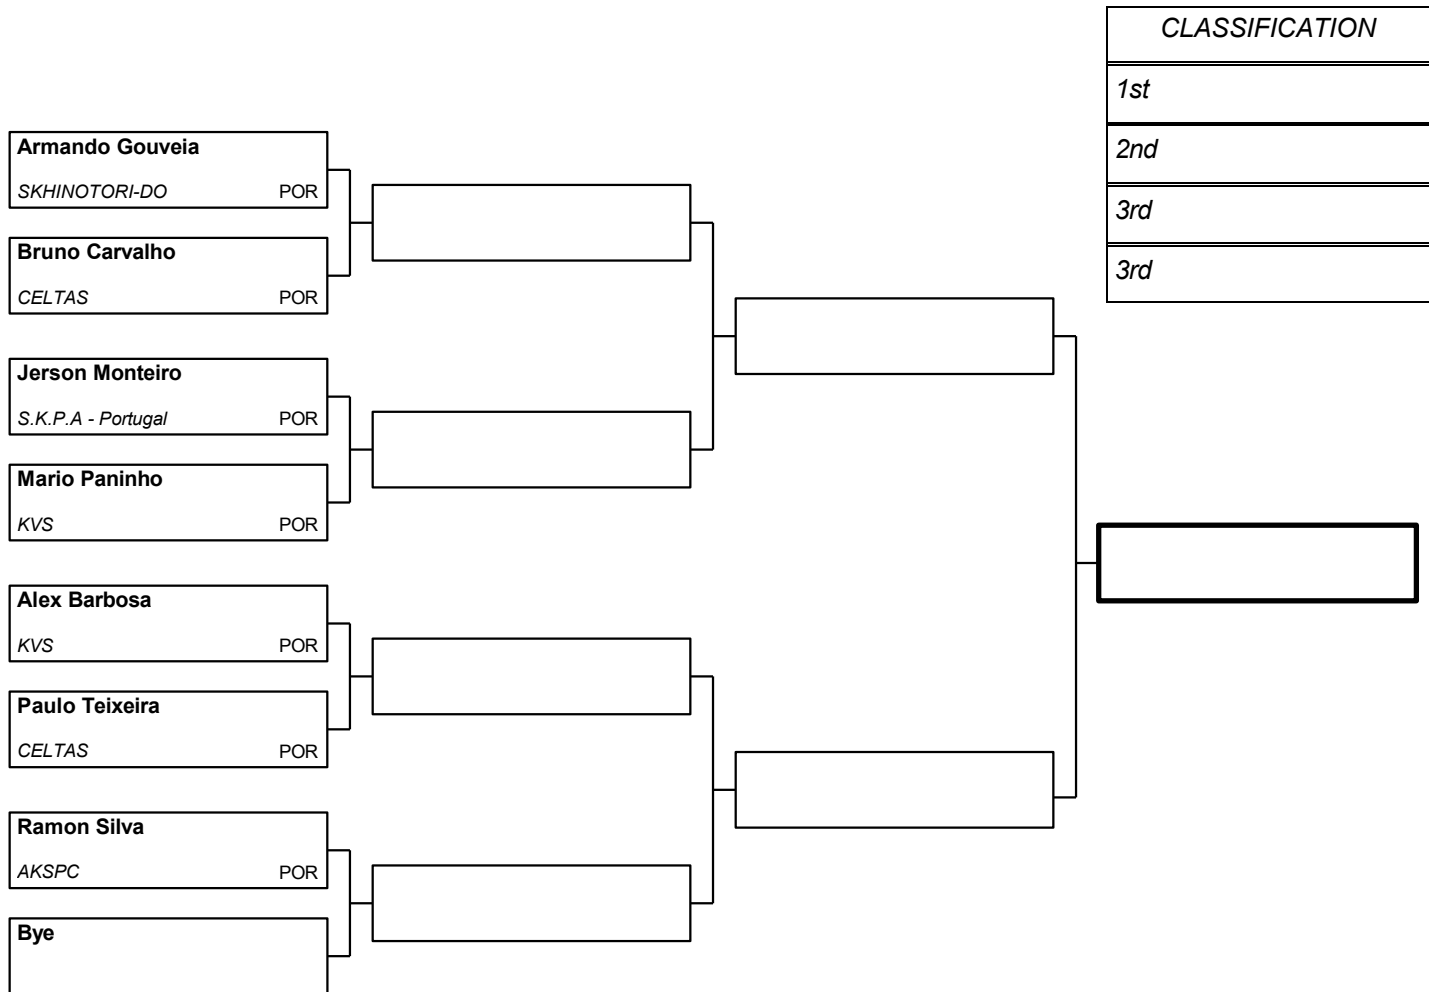 CLASSIFICATION
1st
2nd
3rd
3rd
Armando Gouveia
SKHINOTORI-DO POR
Bruno Carvalho
CELTAS POR
Jerson Monteiro
S.K.P.A - Portugal POR
Mario Paninho
KVS POR
Alex Barbosa
KVS POR
Paulo Teixeira
CELTAS POR
Ramon Silva
AKSPC POR
Bye